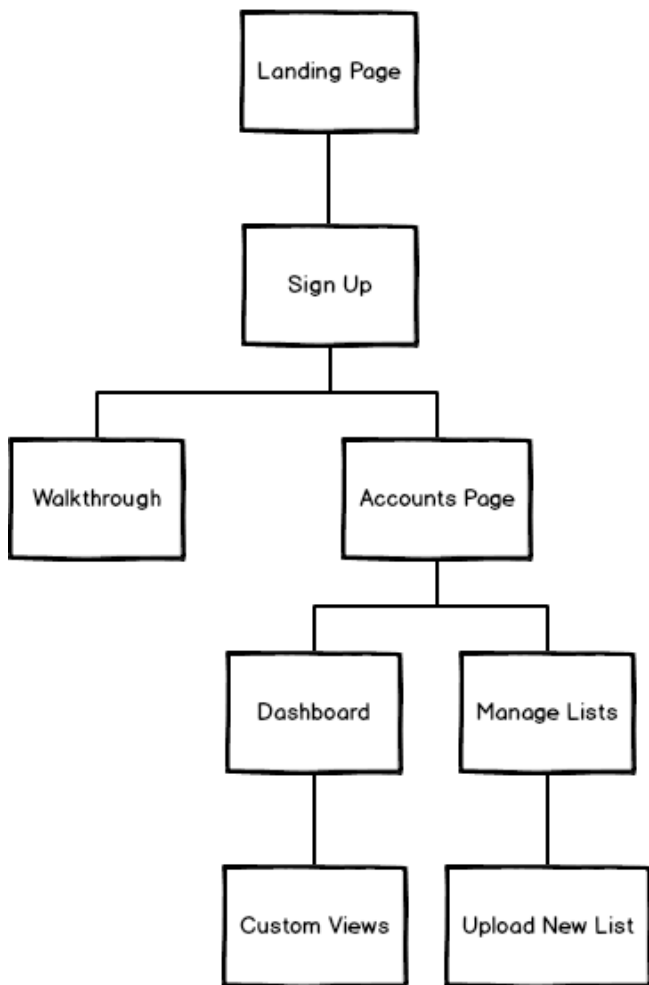 Landing Page
Sign Up
Walkthrough
Accounts Page
Dashboard
Manage Lists
Custom Views
Upload New List